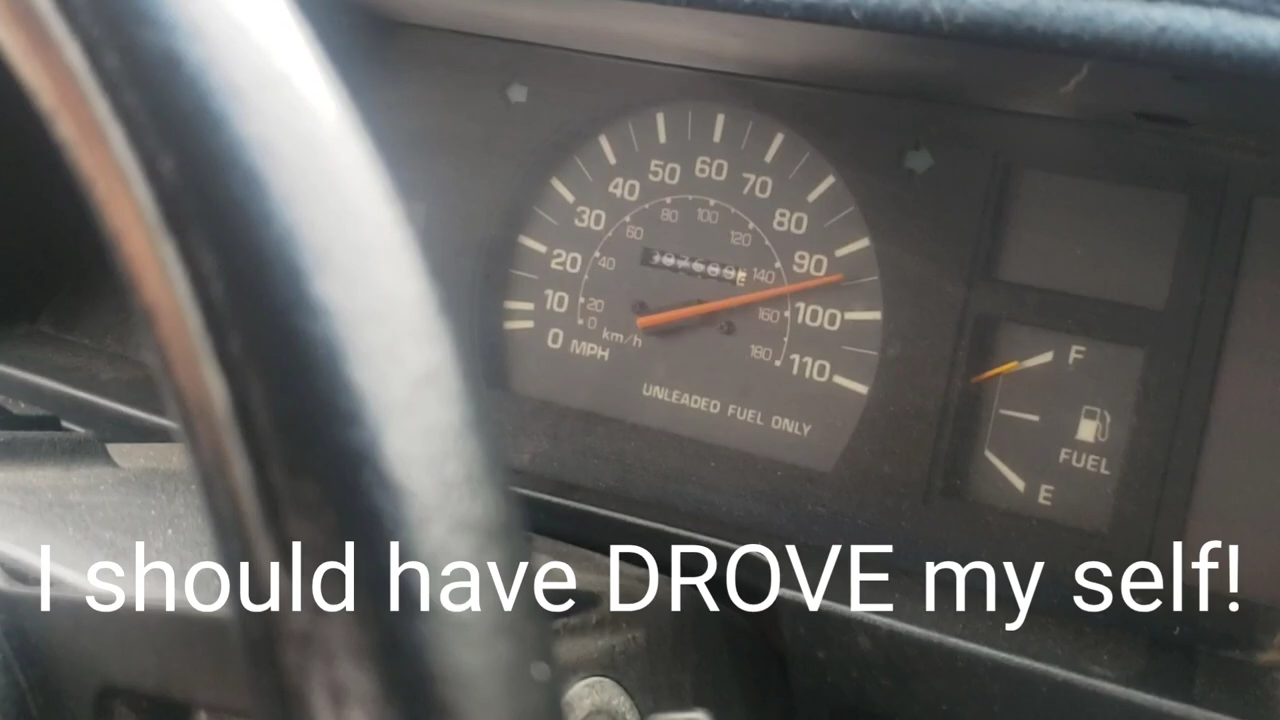 50 60 70
40 80
30 90
20 100
10 110
0 MPH
60 80 100 120
40 140
20 160
0 180
km/h
UNLEADED FUEL ONLY
F
FUEL
E
I should have DROVE my self!